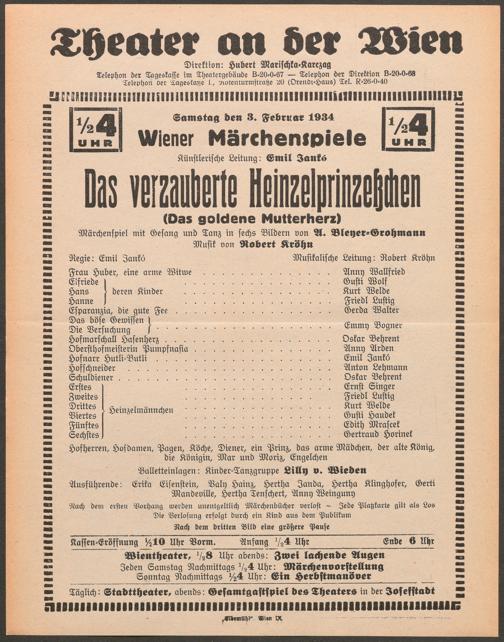 Theater an der Wien
Direktion: Hubert Marischka-Karczag
Telephon der Tageskasse im Theatergebäude B-20-0-67 — Telephon der Direktion B-20-0-68
Telephon der Tageskasse I., Rotenturmstraße 20 (Orendi-Haus) Tel. R-26-0-40
1/2 4 UHR
Samstag den 3. Februar 1934
1/2 4 UHR
Wiener Märchenspiele
Künstlerische Leitung: Emil Jankó
Das verzauberte Heinzelprinzeßchen
(Das goldene Mutterherz)
Märchenspiel mit Gesang und Tanz in sechs Bildern von A. Bleyer-Grohmann
Musik von Robert Kröhn
Regie: Emil Jankó Musikalische Leitung: Robert Kröhn
Frau Huber, eine arme Witwe Anny Wallfried
Elfriede Gusti Wolf
Hans deren Kinder Kurt Welde
Hanne Friedl Lustig
Esparanzia, die gute Fee Gerda Walter
Das böse Gewissen
Die Versuchung Emmy Bogner
Hofmarschall Hasenherz Oskar Behrent
Obersthofmeisterin Pumpfnasia Anny Arden
Hofnarr Hutli-Butli Emil Jankó
Hofschneider Anton Lehmann
Schuldiener Oskar Behrent
Erstes Ernst Singer
Zweites Friedl Lustig
Drittes Heinzelmännchen Kurt Welde
Viertes Gusti Haudek
Fünftes Edith Mrasek
Sechstes Gertraud Horinek
Hofherren, Hofdamen, Pagen, Köche, Diener, ein Prinz, das arme Mädchen, der alte König,
die Königin, Mar und Moriz, Engelchen
Balletteinlagen: Kinder-Tanzgruppe Lilly v. Wieden
Ausführende: Erika Eisenstein, Valy Hainz, Hertha Janda, Hertha Klinghofer, Gerti
Mandeville, Hertha Tenschert, Anny Weinguny
Nach dem ersten Vorhang werden unentgeltlich Märchenbücher verlost — Jede Platzkarte gilt als Los
Die Verlosung erfolgt durch ein Kind aus dem Publikum
Nach dem dritten Bild eine größere Pause
Kassen-Eröffnung 1/2 10 Uhr Vorm. Anfang 1/2 4 Uhr Ende 6 Uhr
Wientheater, 1/2 8 Uhr abends: Zwei lachende Augen
Jeden Samstag Nachmittags 1/2 4 Uhr: Märchenvorstellung
Sonntag Nachmittags 1/2 4 Uhr: Ein Herbstmanöver
Täglich: Stadttheater, abends: Gesamtgastspiel des Theaters in der Josefstadt
„Elbemühl“ Wien IX.